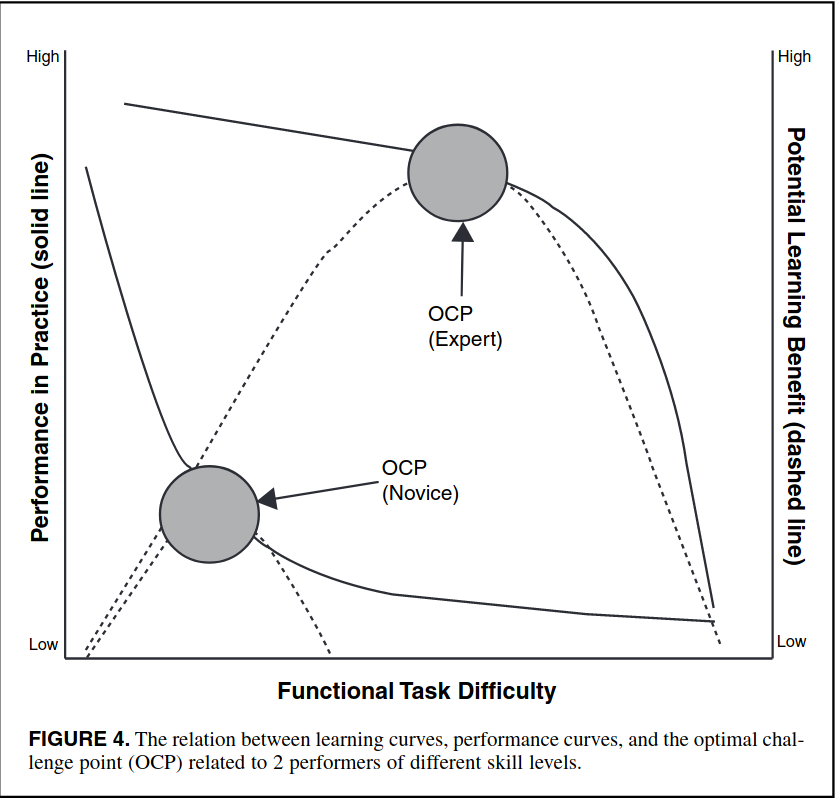 High
High
Performance in Practice (solid line)
Potential Learning Benefit (dashed line)
OCP
(Expert)
OCP
(Novice)
Low
Low
Functional Task Difficulty
FIGURE 4. The relation between learning curves, performance curves, and the optimal chal-
lenge point (OCP) related to 2 performers of different skill levels.